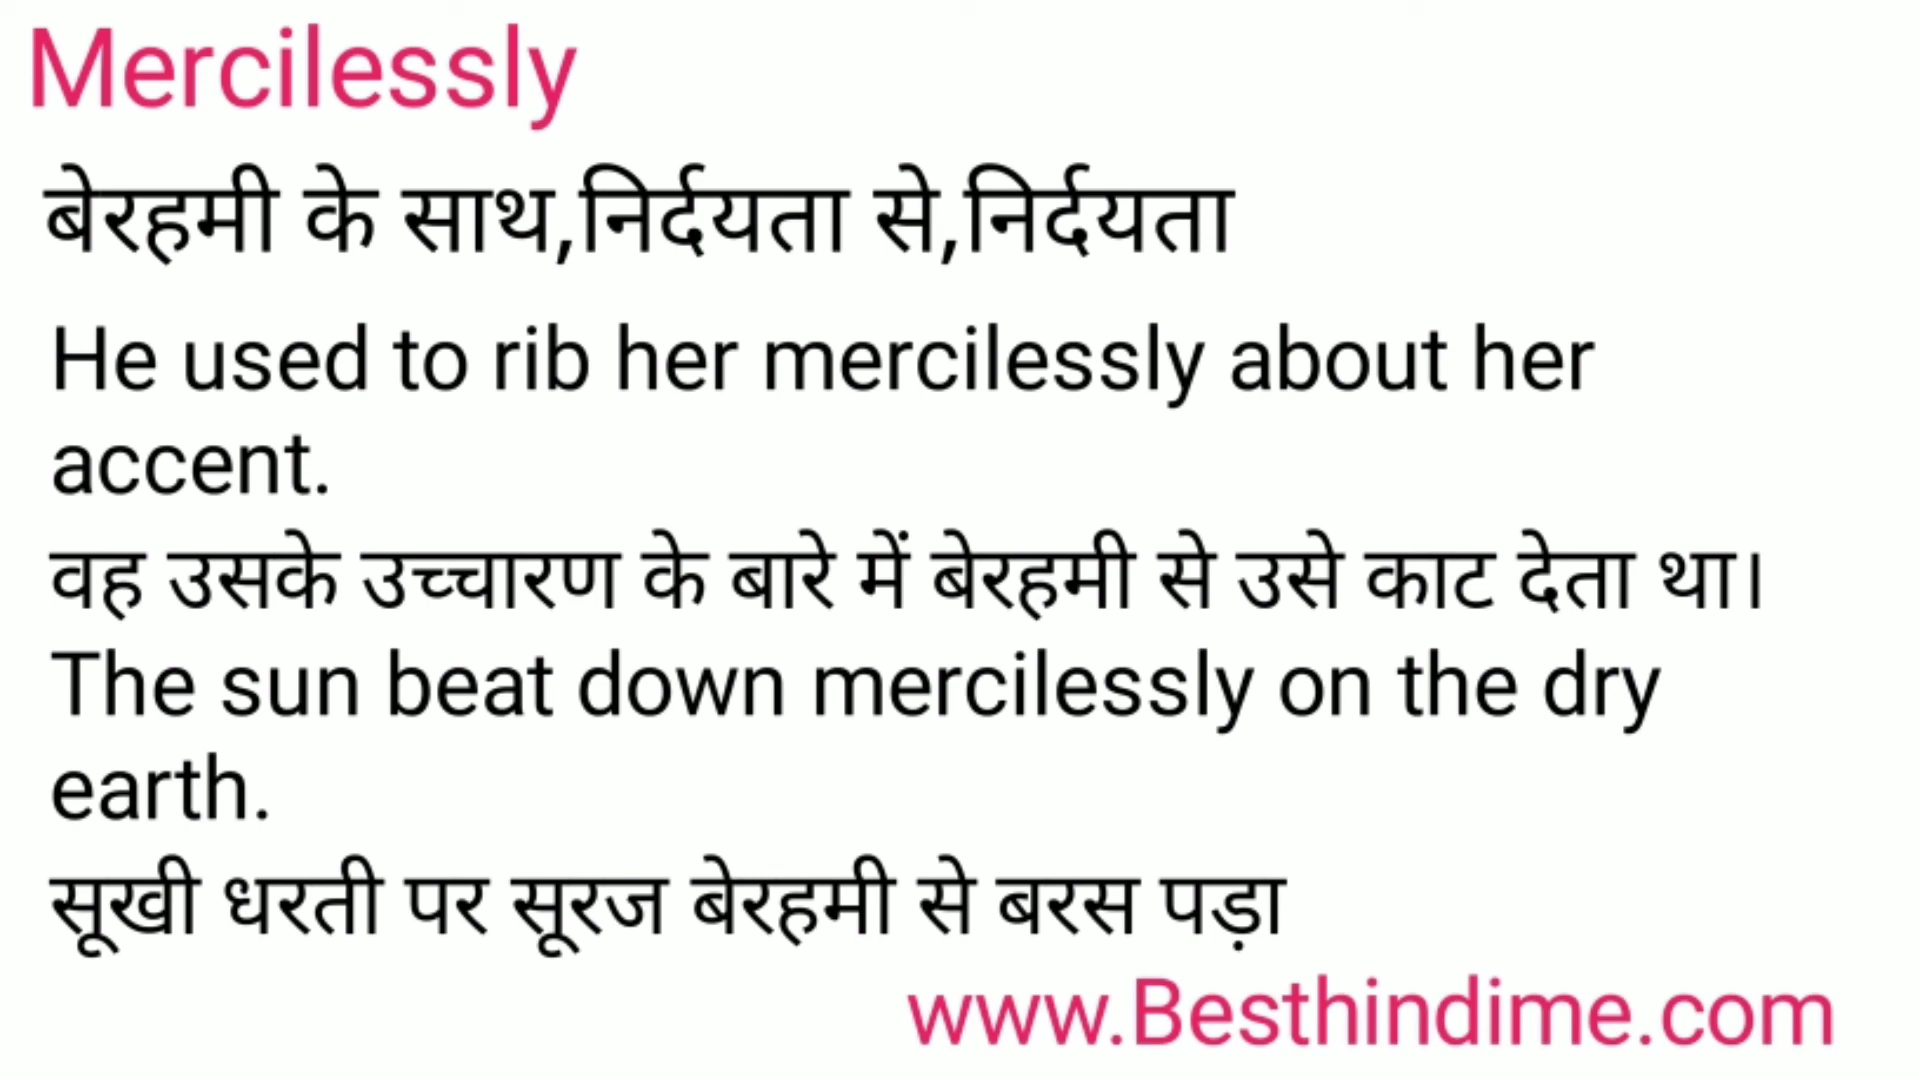 Mercilessly
बेरहमी के साथ,निर्दयता से,निर्दयता
He used to rib her mercilessly about her
accent.
वह उसके उच्चारण के बारे में बेरहमी से उसे काट देता था।
The sun beat down mercilessly on the dry
earth.
सूखी धरती पर सूरज बेरहमी से बरस पड़ा
www.Besthindime.com